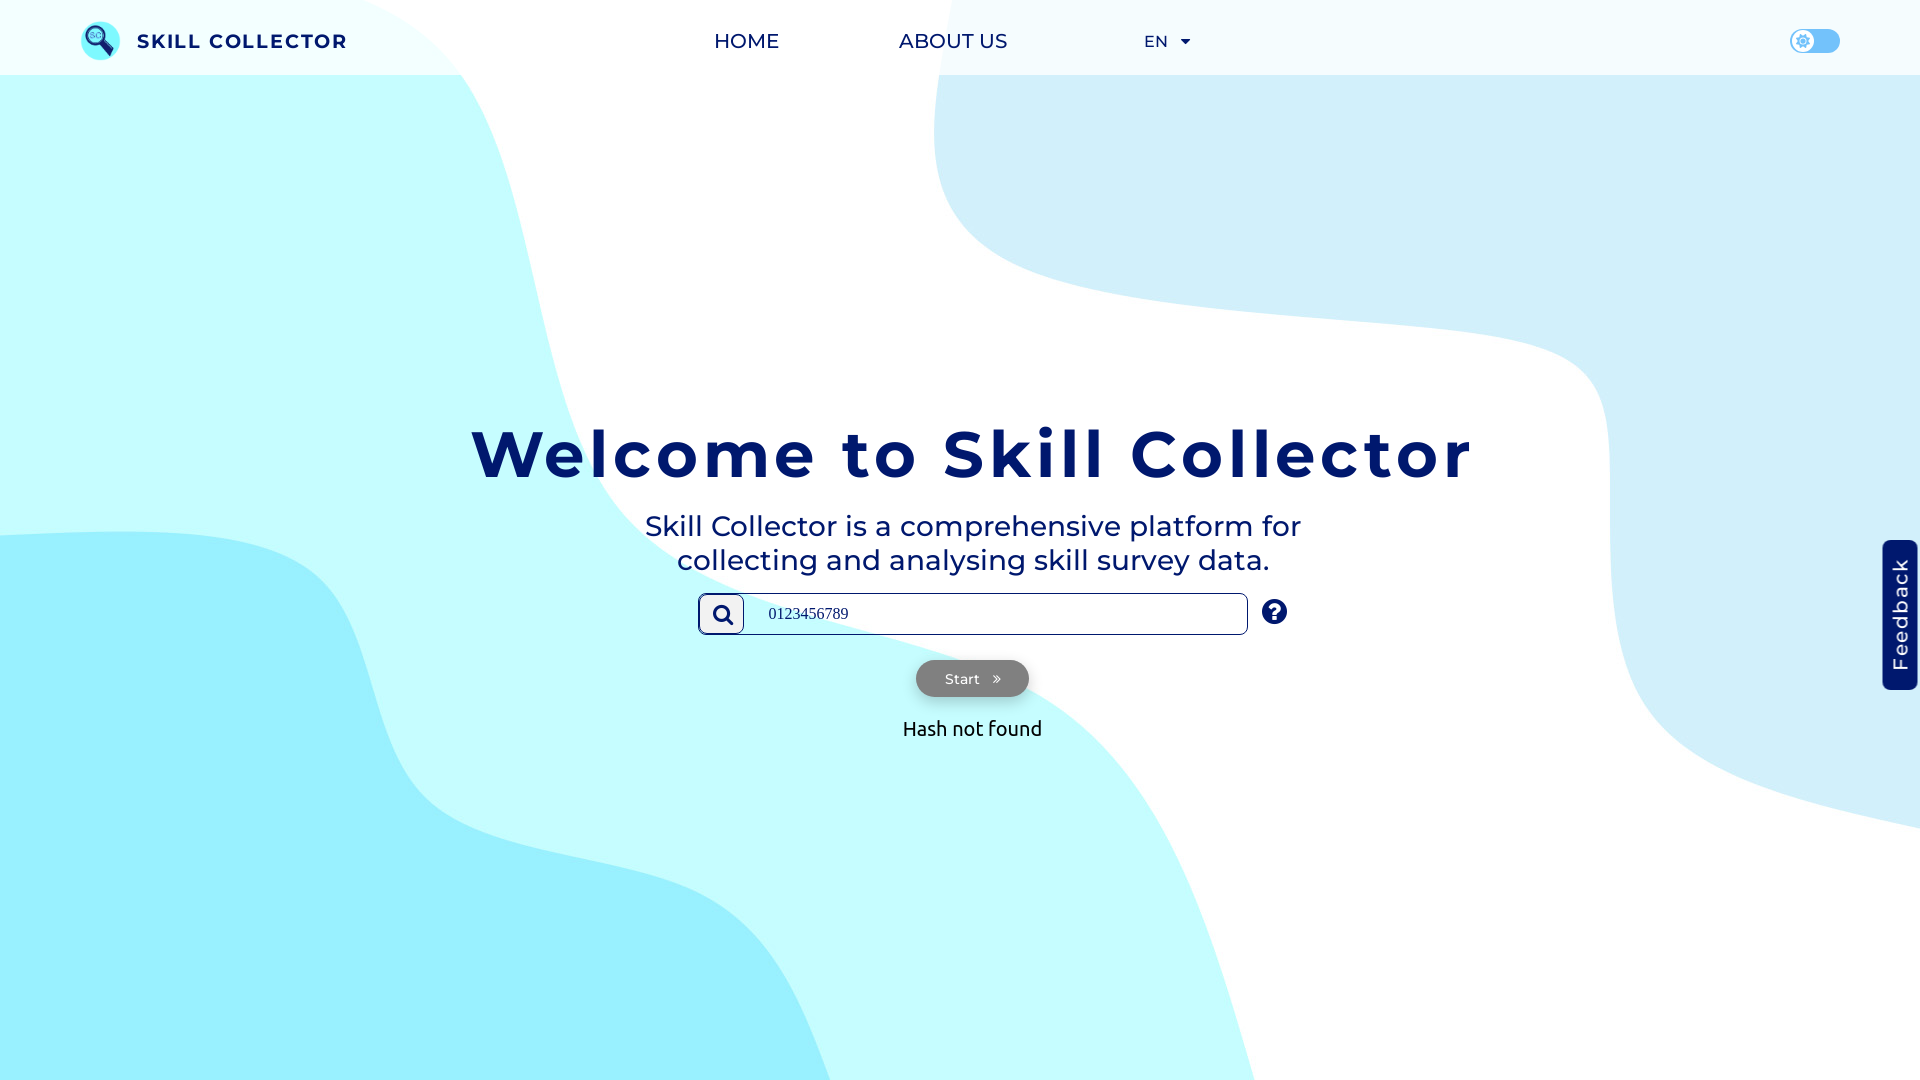 SKILL COLLECTOR
HOME
ABOUT US
EN
Welcome to Skill Collector
Skill Collector is a comprehensive platform for
collecting and analysing skill survey data.
0123456789
Start »
Hash not found
Feedback